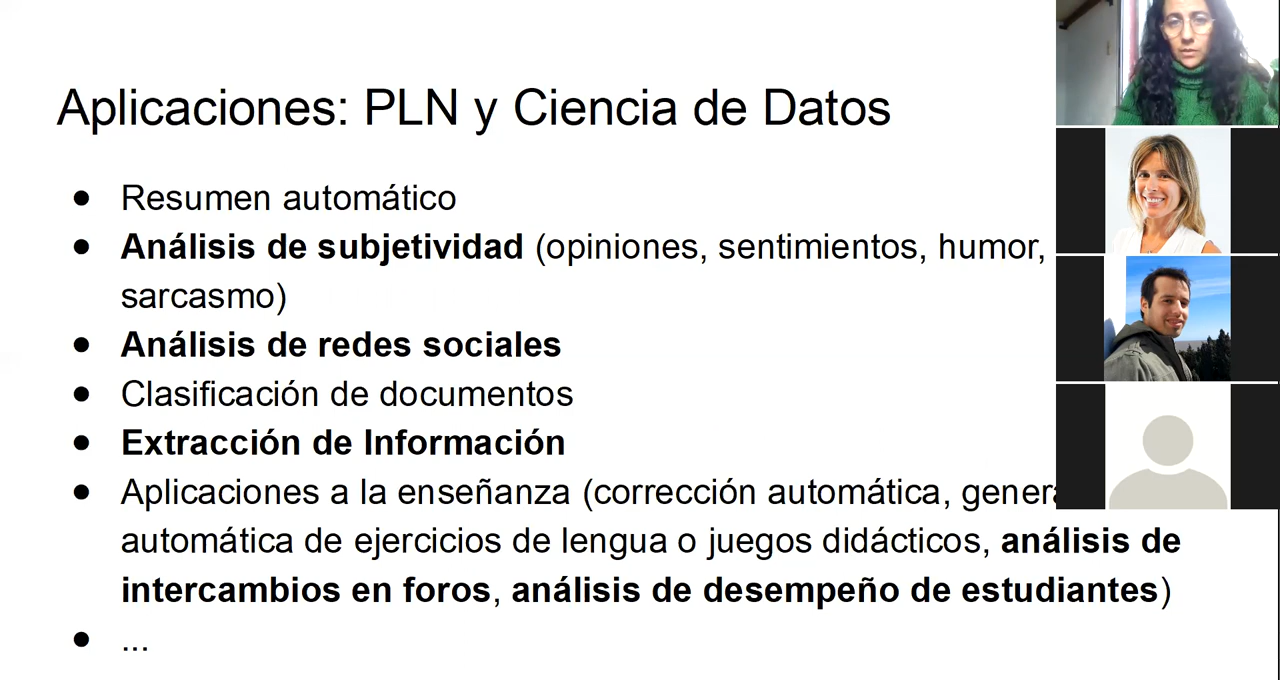 Aplicaciones: PLN y Ciencia de Datos
● Resumen automático
● Análisis de subjetividad (opiniones, sentimientos, humor,
sarcasmo)
● Análisis de redes sociales
● Clasificación de documentos
● Extracción de Información
● Aplicaciones a la enseñanza (corrección automática,
automática de ejercicios de lengua o juegos didácticos, análisis de
intercambios en foros, análisis de desempeño de estudiantes)
● ...